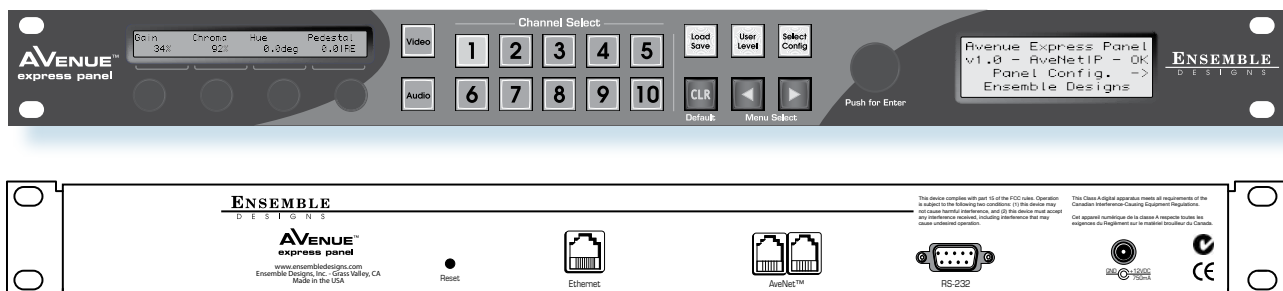 Channel Select
Gain Chroma Hue Pedestal
34% 92% 0.0deg 0.0IRE
AVENUE™
express panel
Video
1 2 3 4 5
Load Save
User Level
Select Config
Audio
6 7 8 9 10
CLR
Default
Menu Select
Push for Enter
Avenue Express Panel
v1.0 - AveNetIP - OK
Panel Config. ->
Ensemble Designs
ENSEMBLE
DESIGNS
ENSEMBLE
DESIGNS
AVENUE™
express panel
www.ensembledesigns.com
Ensemble Designs, Inc. - Grass Valley, CA
Made in the USA
Reset
Ethernet
AveNet™
RS-232
This device complies with part 15 of the FCC rules. Operation
is subject to the following two conditions: (1) this device may
not cause harmful interference, and (2) this device must accept
any interference received, including interference that may
cause undesired operation.
This Class A digital apparatus meets all requirements of the
Canadian Interference-Causing Equipment Regulations.
Cet appareil numérique de la classe A respecte toutes les
exigences du Règlement sur le matériel brouilleur du Canada.
GND +12VDC
750mA
CE